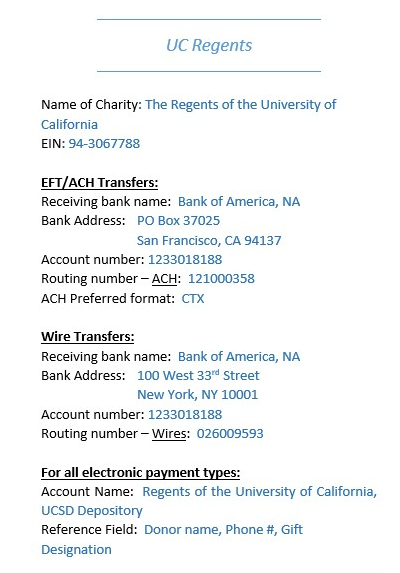 UC Regents
Name of Charity: The Regents of the University of
California
EIN: 94-3067788
EFT/ACH Transfers:
Receiving bank name: Bank of America, NA
Bank Address: PO Box 37025
San Francisco, CA 94137
Account number: 1233018188
Routing number – ACH: 121000358
ACH Preferred format: CTX
Wire Transfers:
Receiving bank name: Bank of America, NA
Bank Address: 100 West 33rd Street
New York, NY 10001
Account number: 1233018188
Routing number – Wires: 026009593
For all electronic payment types:
Account Name: Regents of the University of California,
UCSD Depository
Reference Field: Donor name, Phone #, Gift
Designation